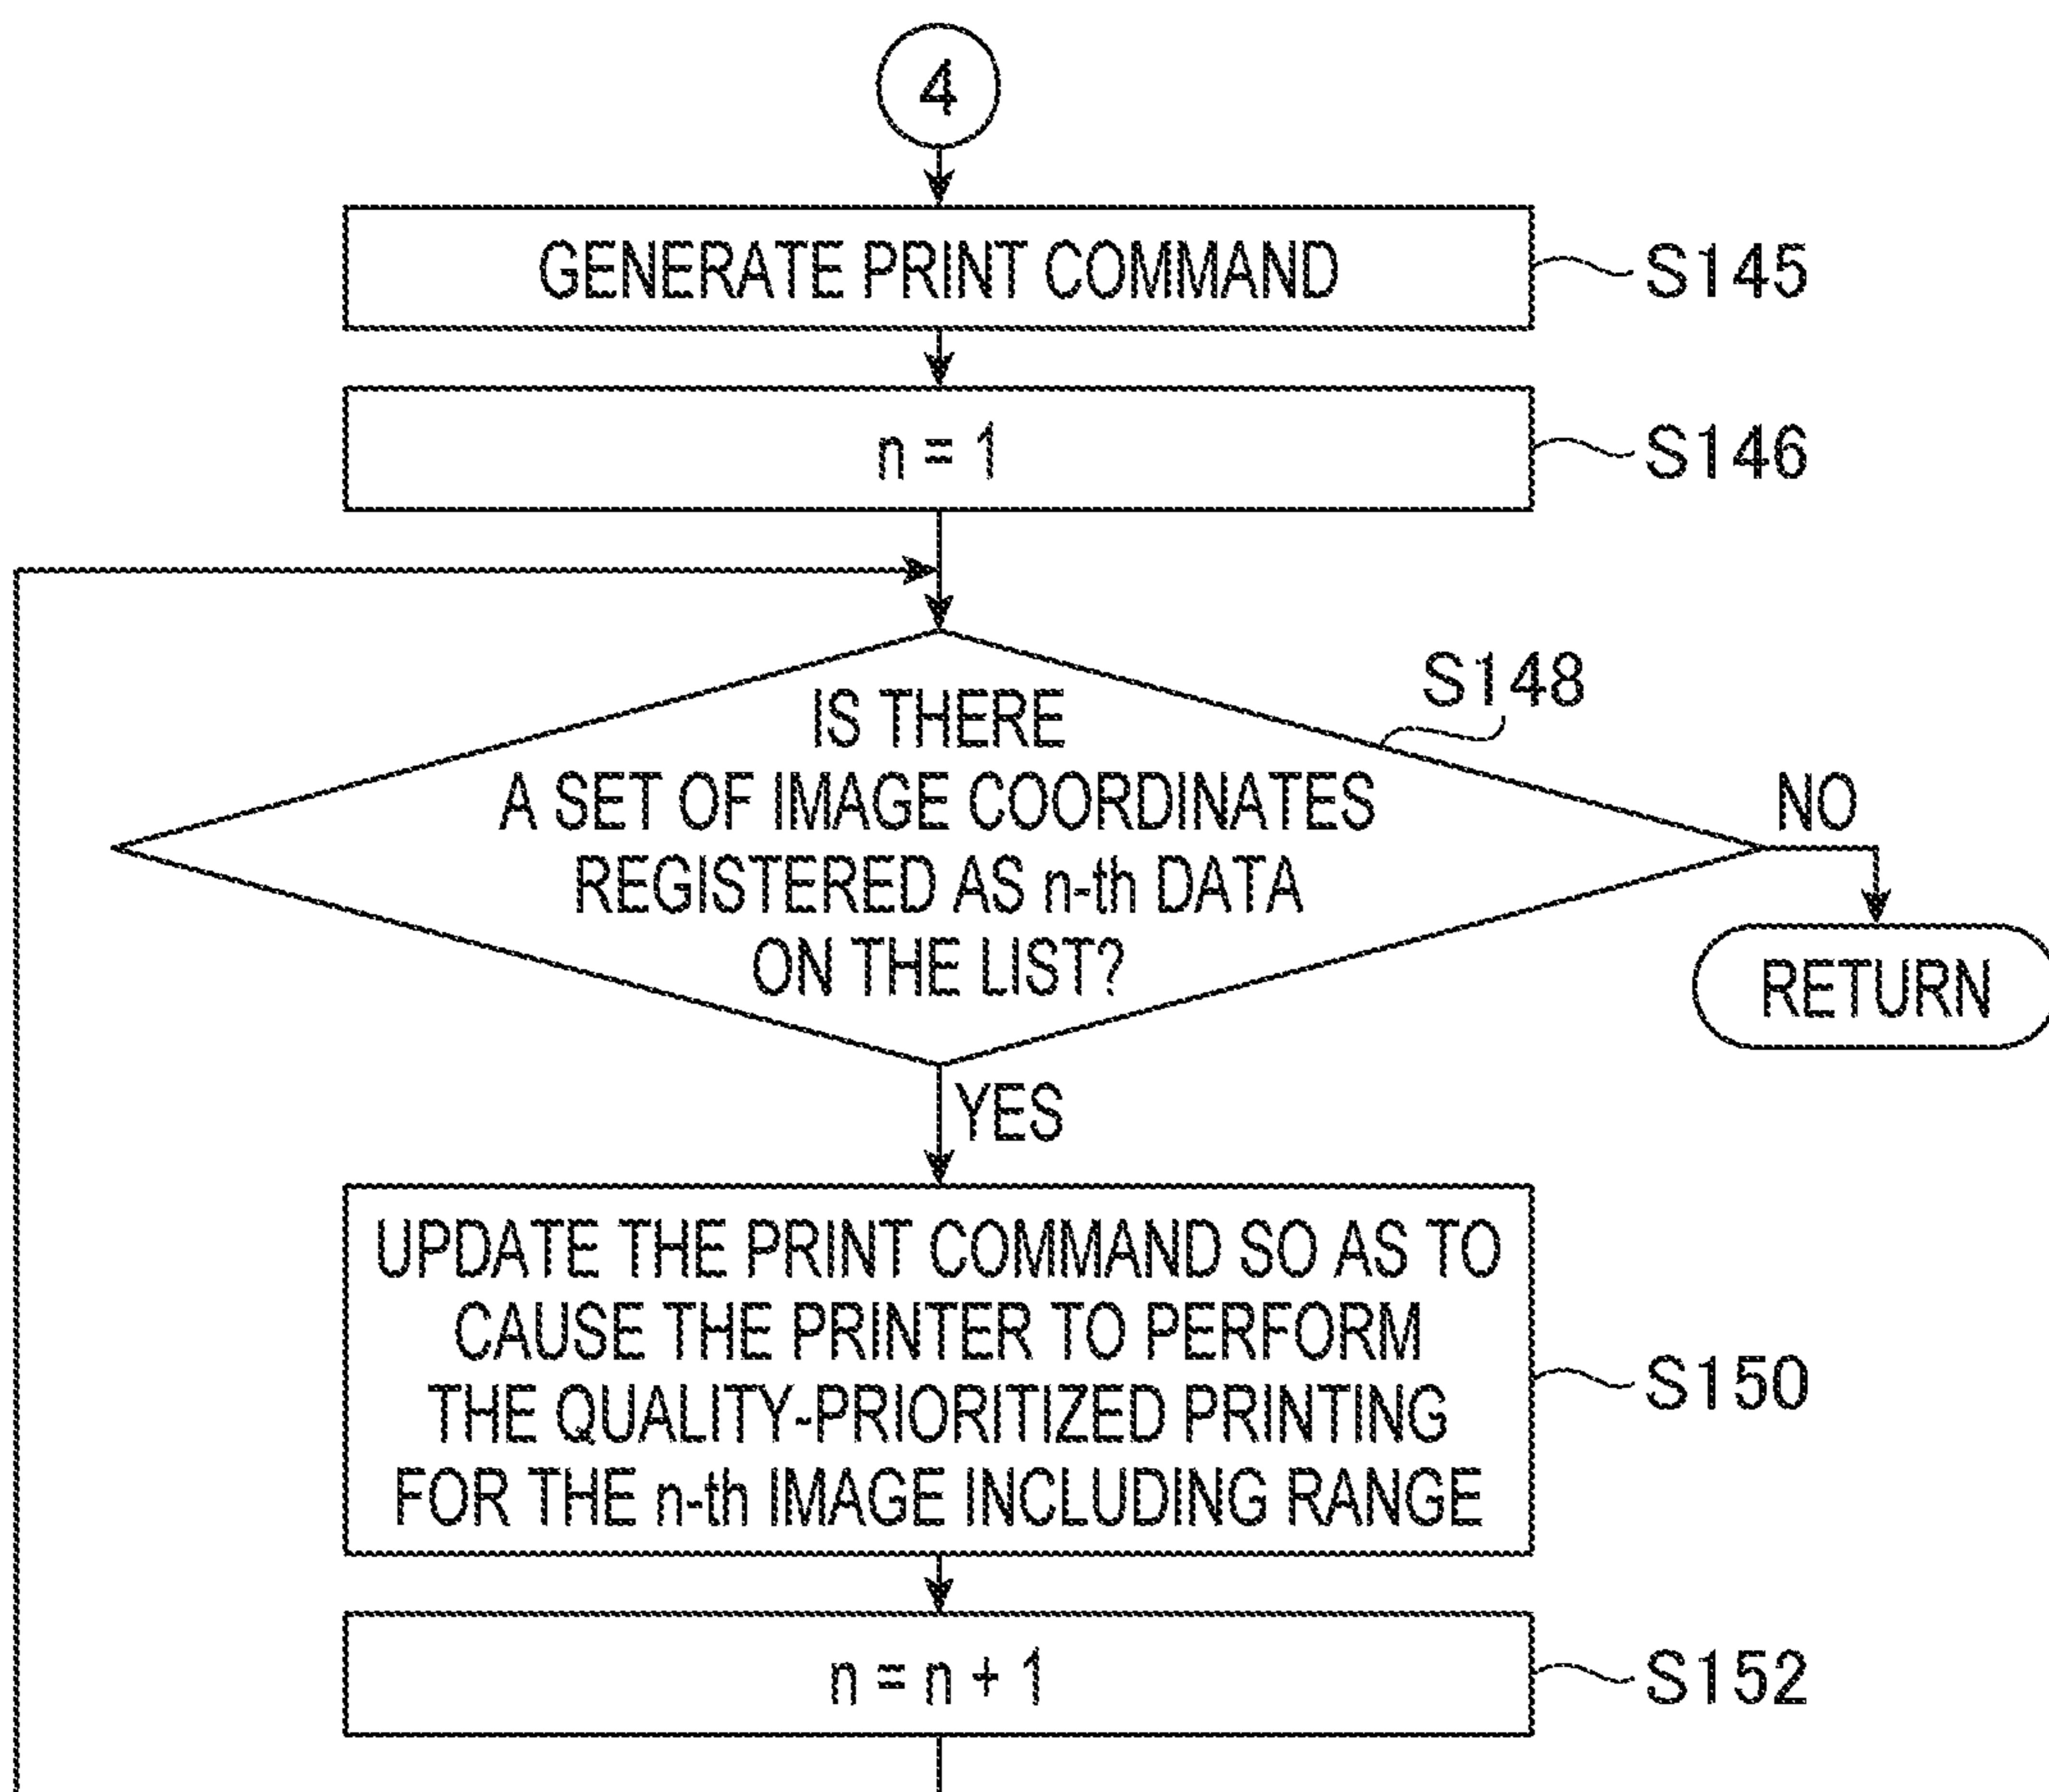 4
GENERATE PRINT COMMAND
S145
n = 1
S146
S148
IS THERE
A SET OF IMAGE COORDINATES
REGISTERED AS n-th DATA
ON THE LIST?
NO
RETURN
YES
UPDATE THE PRINT COMMAND SO AS TO
CAUSE THE PRINTER TO PERFORM
THE QUALITY-PRIORITIZED PRINTING
FOR THE n-th IMAGE INCLUDING RANGE
S150
n = n + 1
S152